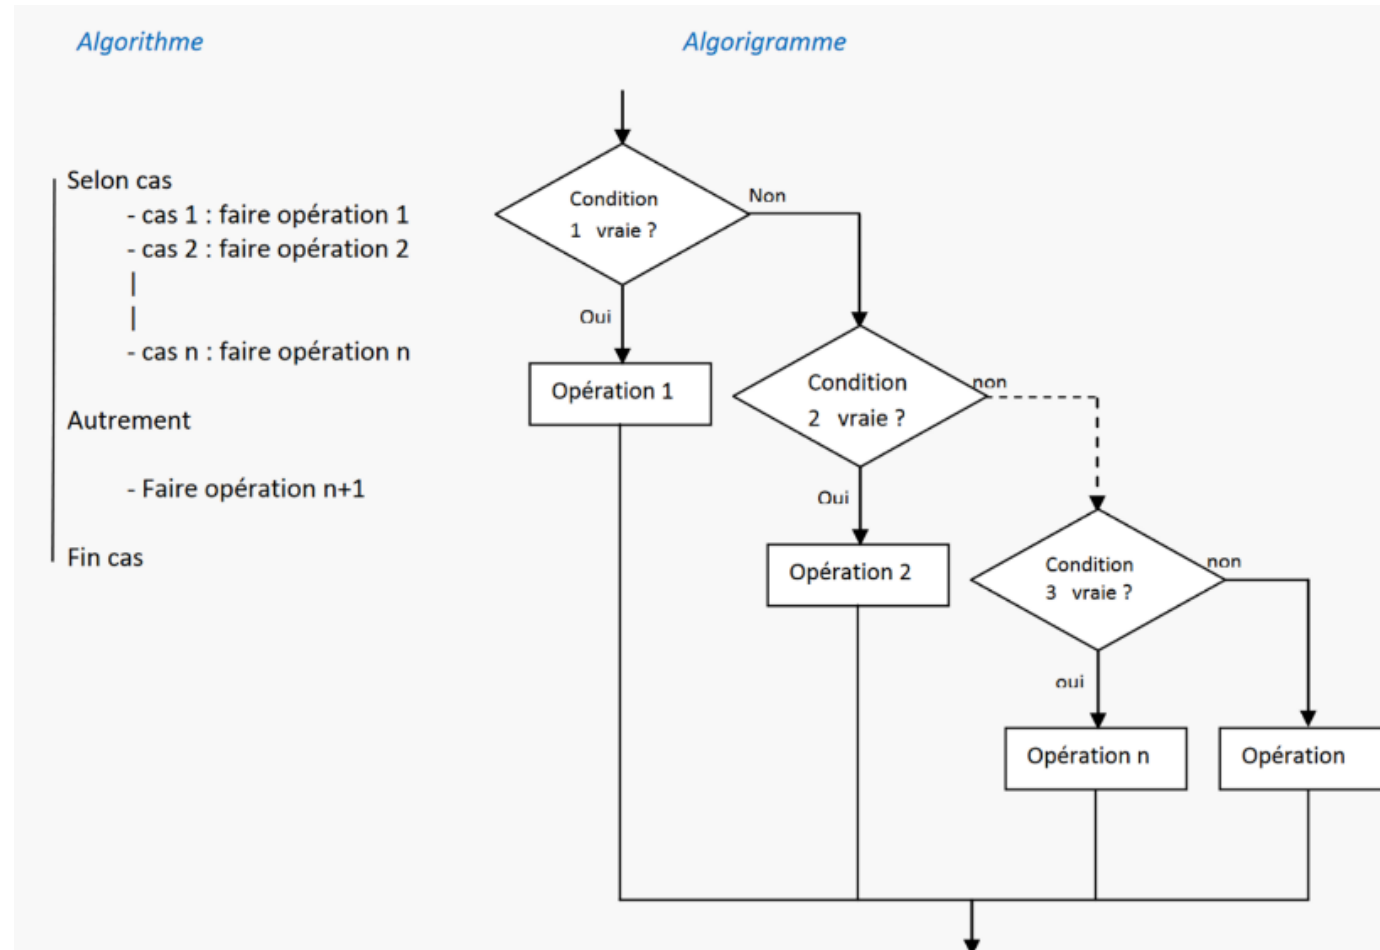 Algorithme
Algorigramme
Selon cas
- cas 1 : faire opération 1
- cas 2 : faire opération 2
|
|
- cas n : faire opération n
Autrement
- Faire opération n+1
Fin cas
Condition
1 vraie ?
Non
Oui
Opération 1
Condition
2 vraie ?
non
Oui
Opération 2
Condition
3 vraie ?
non
oui
Opération n
Opération